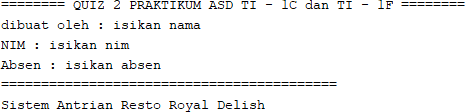 ======== QUIZ 2 PRAKTIKUM ASD TI - 1C dan TI - 1F ========
dibuat oleh : isikan nama
NIM : isikan nim
Absen : isikan absen
==========================================
Sistem Antrian Resto Royal Delish